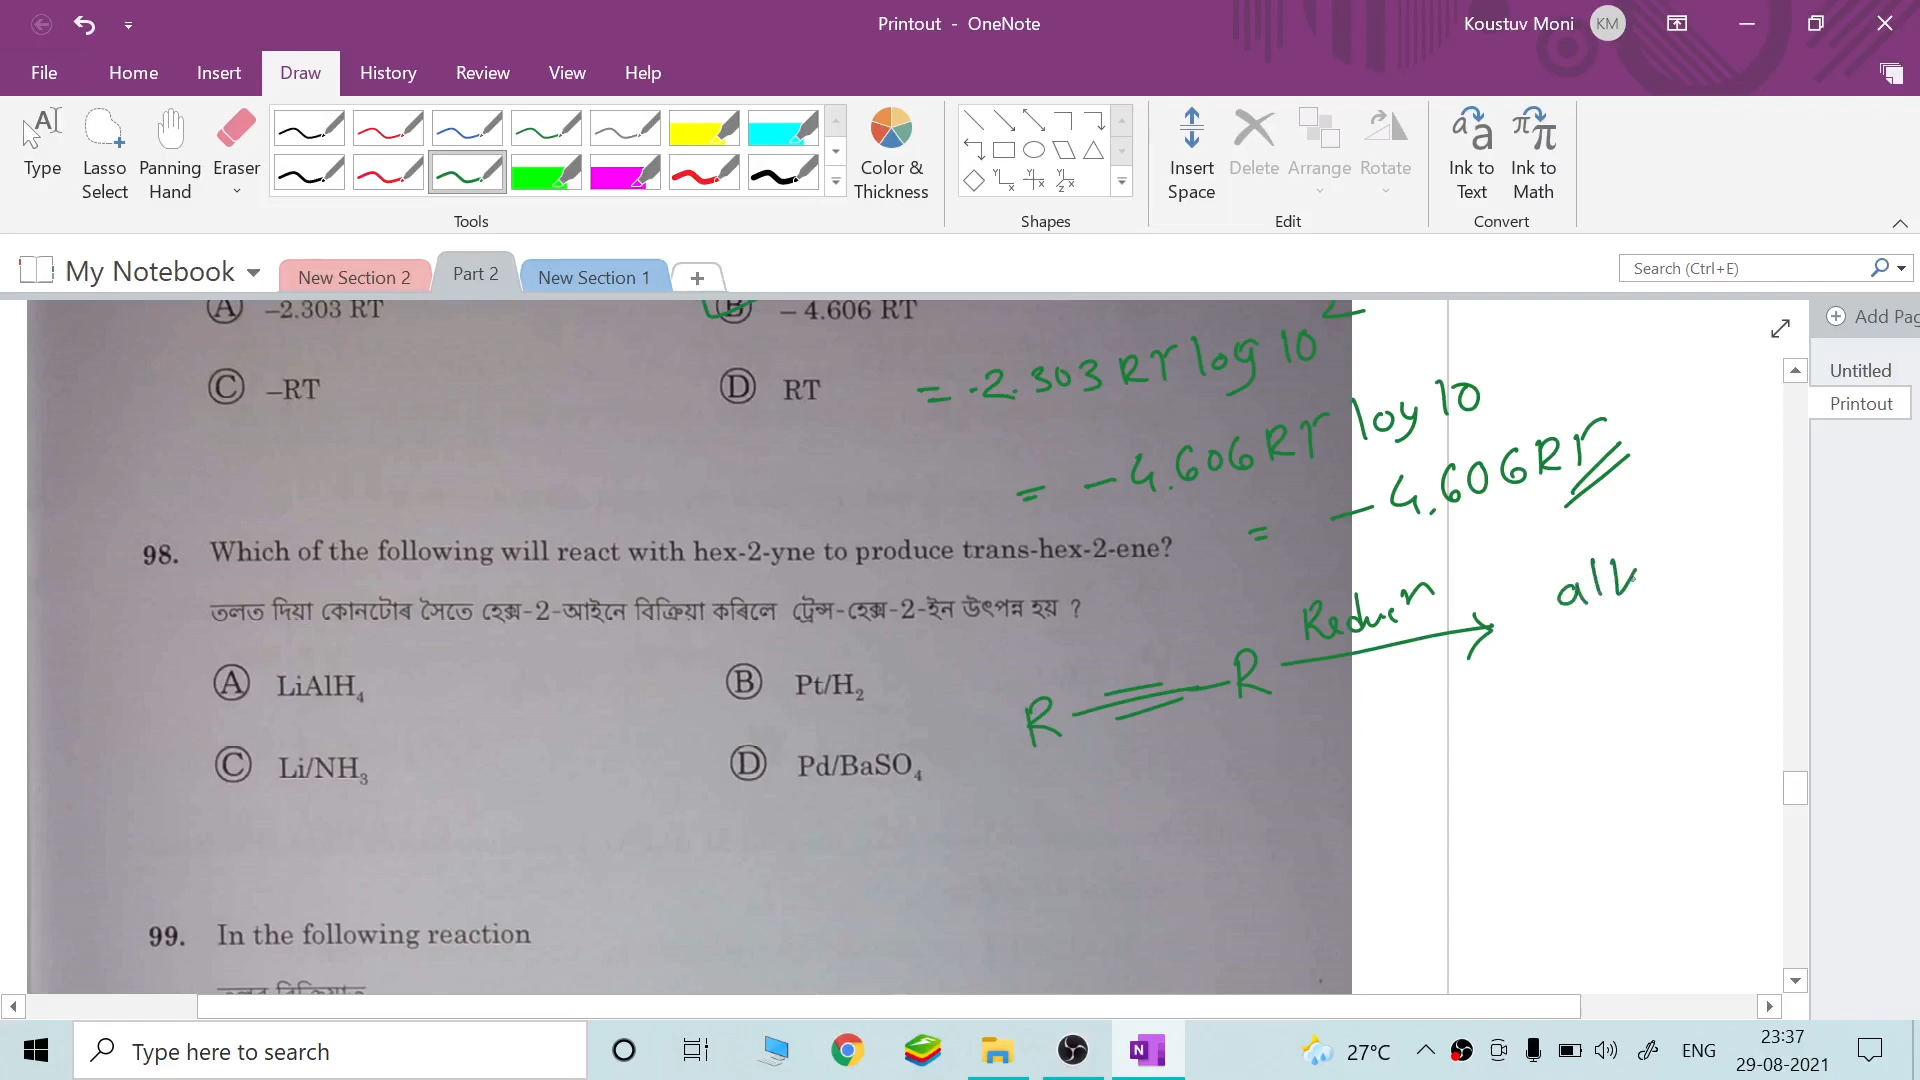 Printout - OneNote
Koustuv Moni
KM
File
Home
Insert
Draw
History
Review
View
Help
Type
Lasso
Select
Panning
Hand
Eraser
Color &
Thickness
Insert
Space
Delete
Arrange
Rotate
Ink to
Text
Ink to
Math
Tools
Shapes
Edit
Convert
My Notebook
New Section 2
Part 2
New Section 1
Search (Ctrl+E)
Add Pag
Untitled
Printout
(A) –2.303 RT
(B) – 4.606 RT
(C) –RT
(D) RT
= -2.303 RT log 10²
= – 4.606 RT log 10
= – 4.606 RT
98. Which of the following will react with hex-2-yne to produce trans-hex-2-ene?
তলত দিয়া কোনটোৰ সৈতে হেক্স-2-আইনে বিক্ৰিয়া কৰিলে ট্ৰেন্স-হেক্স-2-ইন উৎপন্ন হয় ?
(A) LiAlH₄
(B) Pt/H₂
(C) Li/NH₃
(D) Pd/BaSO₄
R ≡ R
99. In the following reaction
তলৰ বিক্ৰিয়াত
Type here to search
27°C
ENG
23:37
29-08-2021